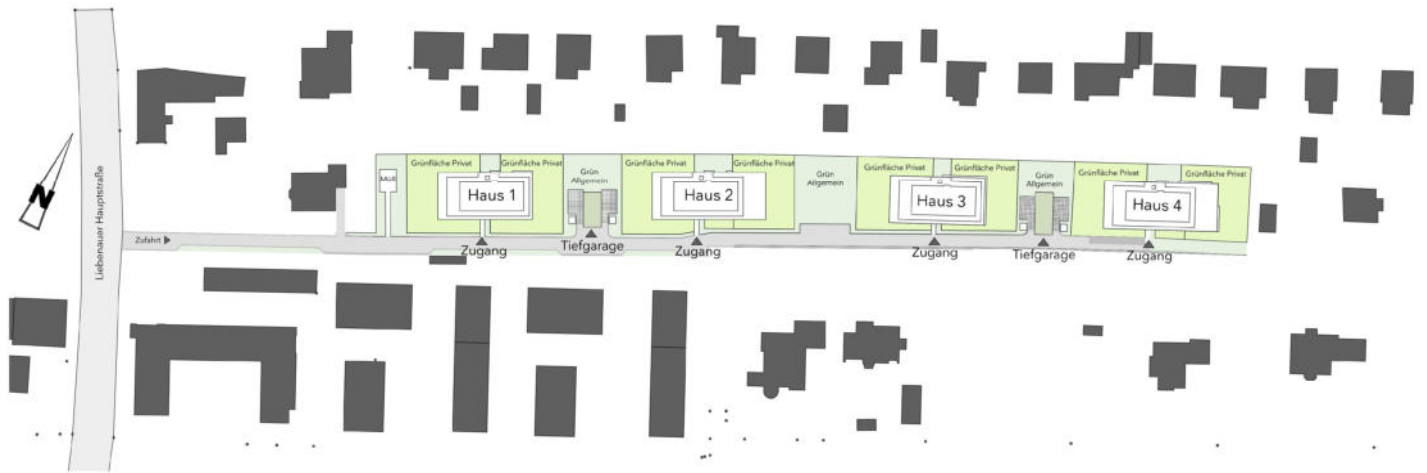 Grünfläche Privat
Grünfläche Privat
Grün
Allgemein
Grünfläche Privat
Grünfläche Privat
Grün
Allgemein
Grünfläche Privat
Grünfläche Privat
Grün
Allgemein
Grünfläche Privat
Grünfläche Privat
MÜLL
Haus 1
Haus 2
Haus 3
Haus 4
N
Liebenauer Hauptstraße
Zufahrt
Zugang
Tiefgarage
Zugang
Zugang
Tiefgarage
Zugang